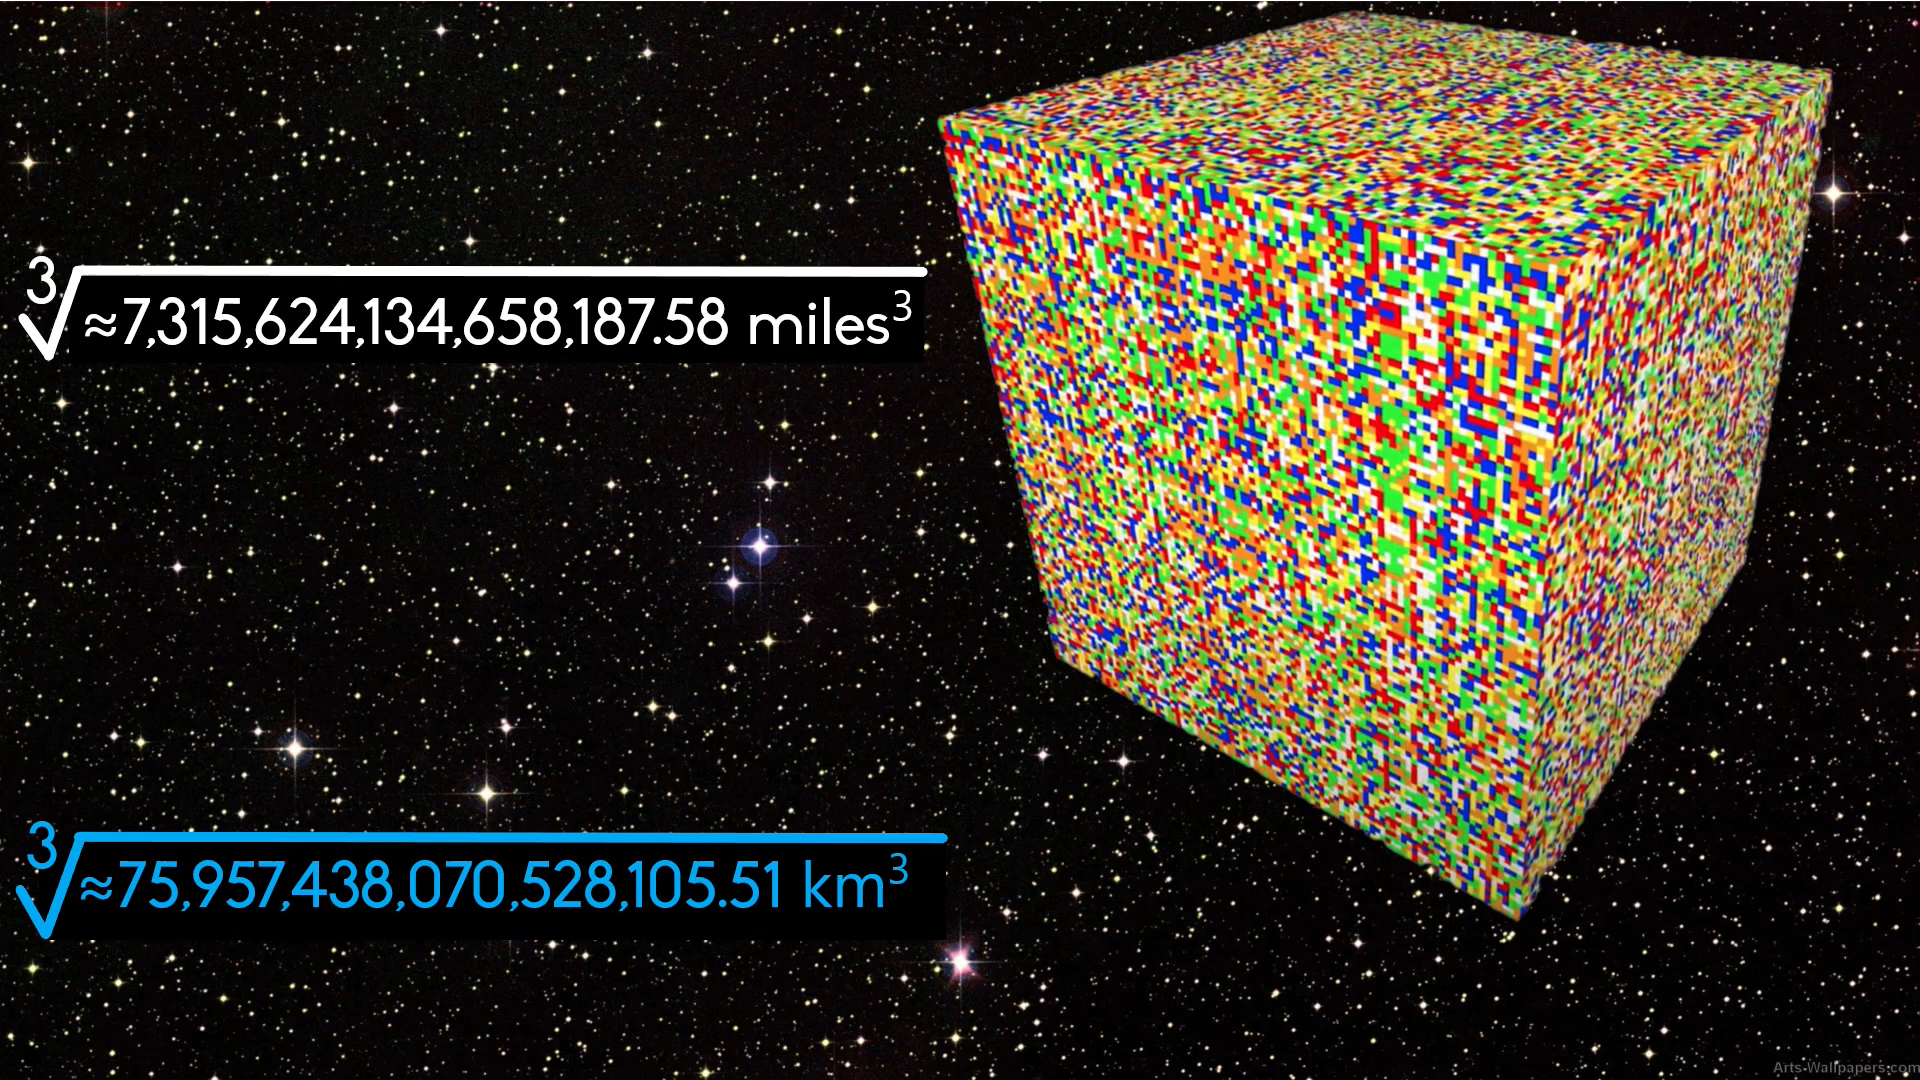 3√≈7,315,624,134,658,187.58 miles³
3√≈75,957,438,070,528,105.51 km³
Arts-Wallpapers.com